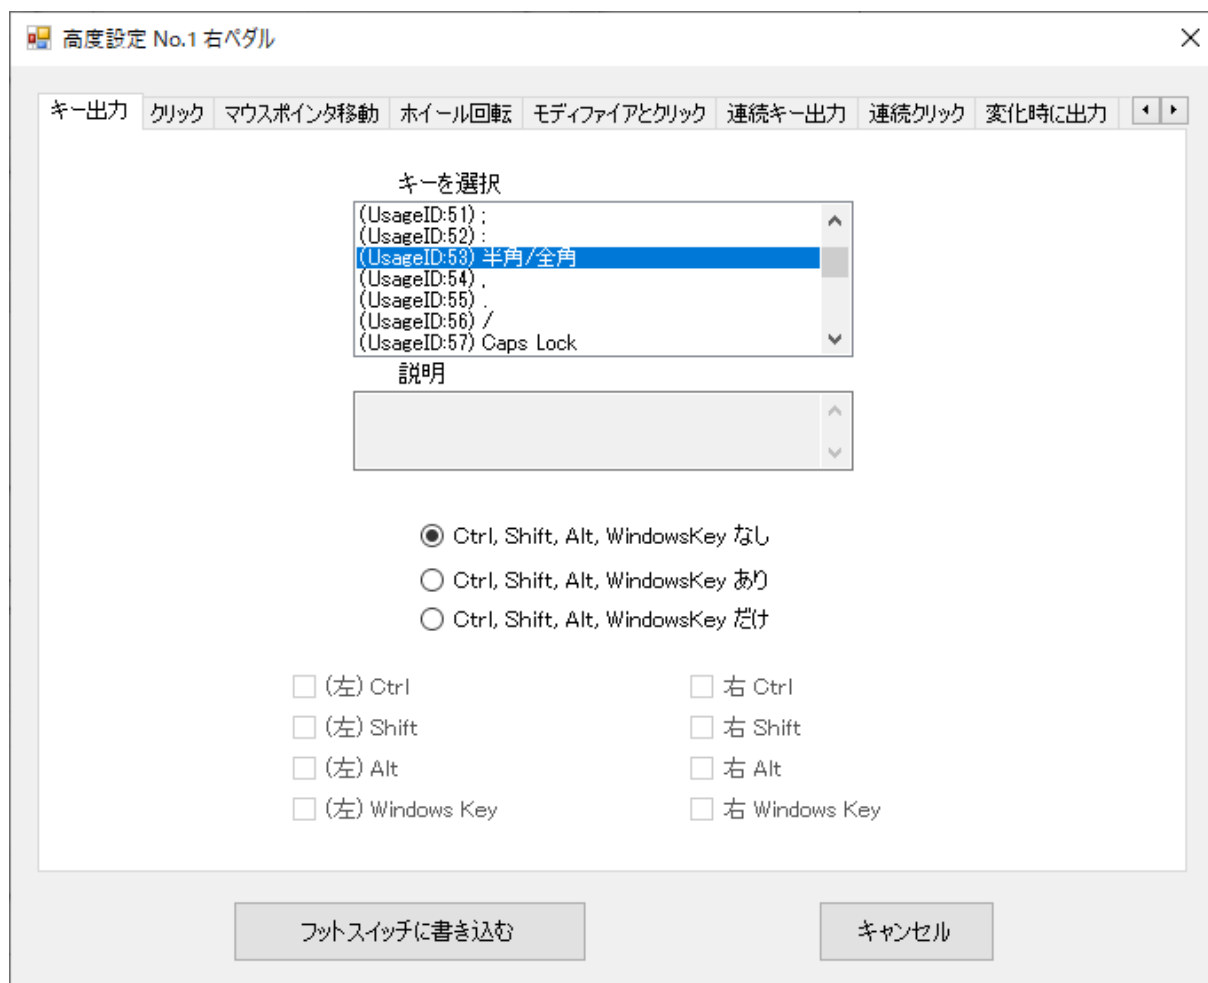 高度設定 No.1 右ペダル
キー出力 クリック マウスポインタ移動 ホイール回転 モディファイアとクリック 連続キー出力 連続クリック 変化時に出力
キーを選択
(UsageID:51) ;
(UsageID:52) :
(UsageID:53) 半角/全角
(UsageID:54) ,
(UsageID:55) .
(UsageID:56) /
(UsageID:57) Caps Lock
説明
Ctrl, Shift, Alt, WindowsKey なし
Ctrl, Shift, Alt, WindowsKey あり
Ctrl, Shift, Alt, WindowsKey だけ
(左) Ctrl 右 Ctrl
(左) Shift 右 Shift
(左) Alt 右 Alt
(左) Windows Key 右 Windows Key
フットスイッチに書き込む キャンセル